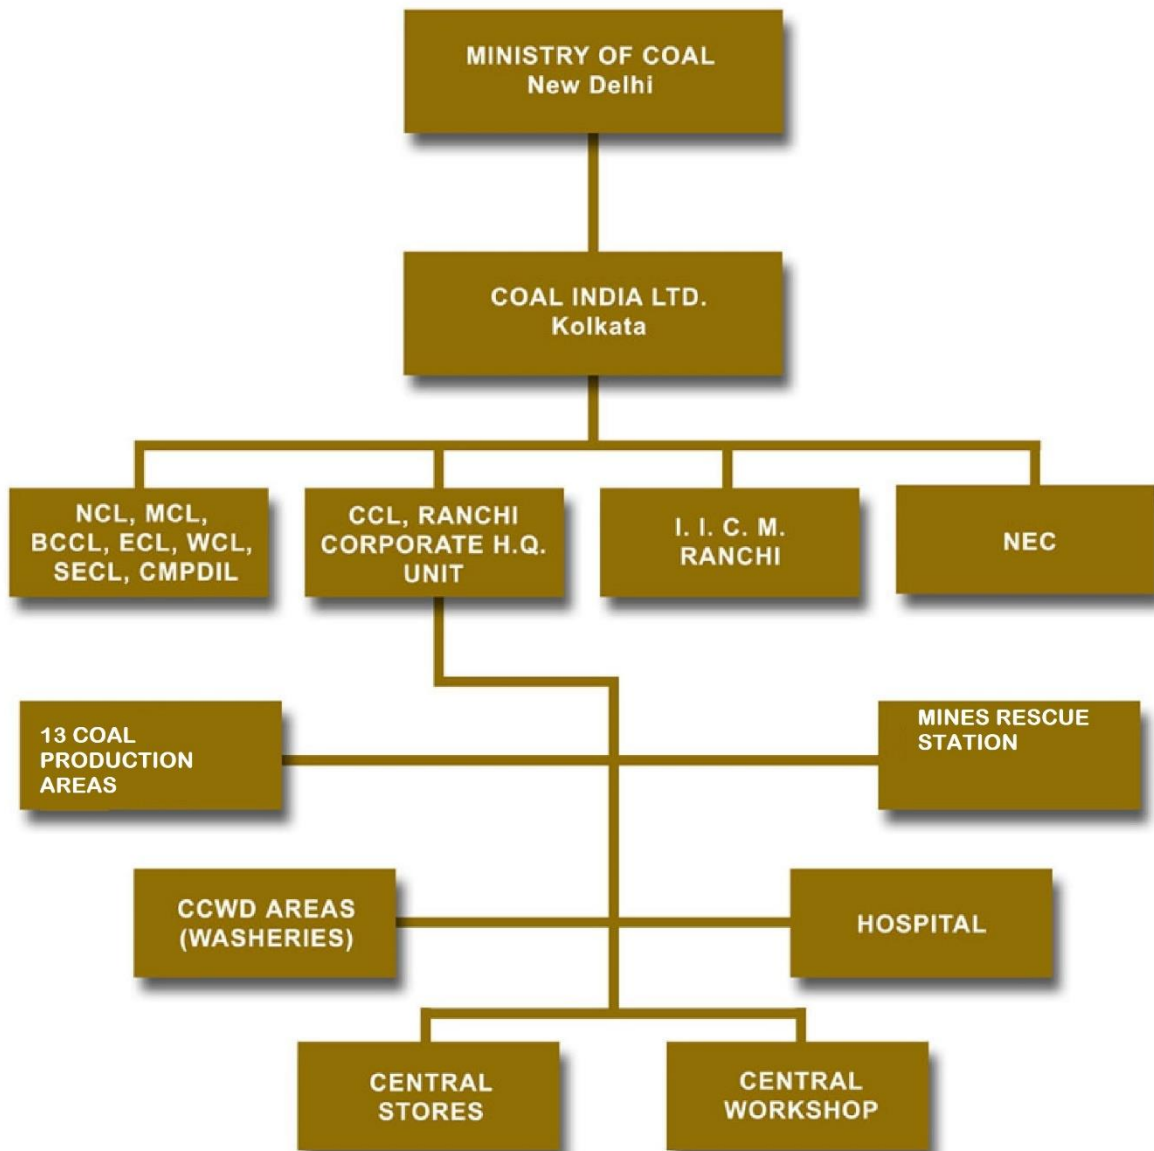 MINISTRY OF COAL
New Delhi
COAL INDIA LTD.
Kolkata
NCL, MCL,
BCCL, ECL, WCL,
SECL, CMPDIL
CCL, RANCHI
CORPORATE H.Q.
UNIT
I. I. C. M.
RANCHI
NEC
13 COAL
PRODUCTION
AREAS
MINES RESCUE
STATION
CCWD AREAS
(WASHERIES)
HOSPITAL
CENTRAL
STORES
CENTRAL
WORKSHOP